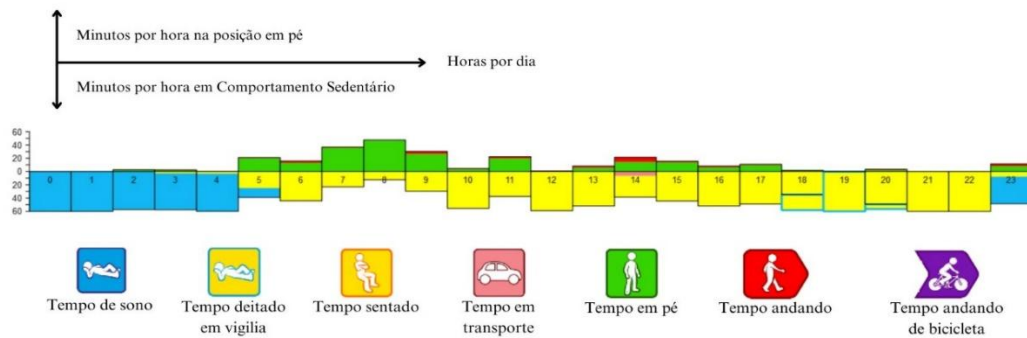 Minutos por hora na posição em pé
Horas por dia
Minutos por hora em Comportamento Sedentário
60
40
20
0
20
40
60
0 1 2 3 4 5 6 7 8 9 10 11 12 13 14 15 16 17 18 19 20 21 22 23
Tempo de sono
Tempo deitado
em vigilia
Tempo sentado
Tempo em
transporte
Tempo em pé
Tempo andando
Tempo andando
de bicicleta